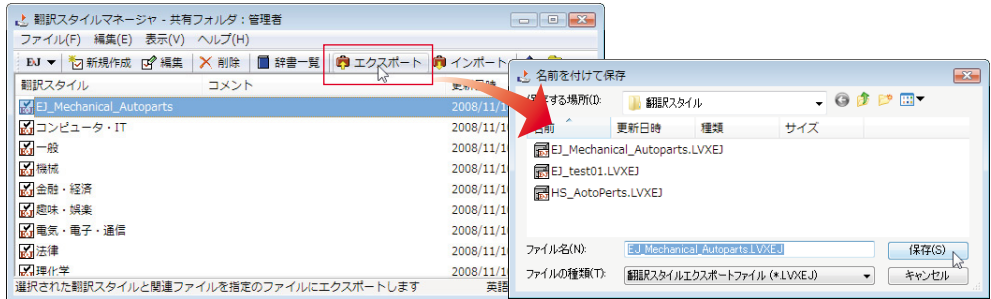 翻訳スタイルマネージャ - 共有フォルダ : 管理者
ファイル(F) 編集(E) 表示(V) ヘルプ(H)
EJ 新規作成 編集 削除 辞書一覧 エクスポート インポート
翻訳スタイル コメント 更新日時
EJ_Mechanical_Autoparts 2008/11/1
コンピュータ・IT 2008/11/1
一般 2008/11/1
機械 2008/11/1
金融・経済 2008/11/1
趣味・娯楽 2008/11/1
電気・電子・通信 2008/11/1
法律 2008/11/1
理化学 2008/11/1
選択された翻訳スタイルと関連ファイルを指定のファイルにエクスポートします 英語
名前を付けて保存
保存する場所(I): 翻訳スタイル
名前 更新日時 種類 サイズ
EJ_Mechanical_Autoparts.LVXEJ
EJ_test01.LVXEJ
HS_AotoPerts.LVXEJ
ファイル名(N): EJ_Mechanical_Autoparts.LVXEJ 保存(S)
ファイルの種類(T): 翻訳スタイルエクスポートファイル (*.LVXEJ) キャンセル